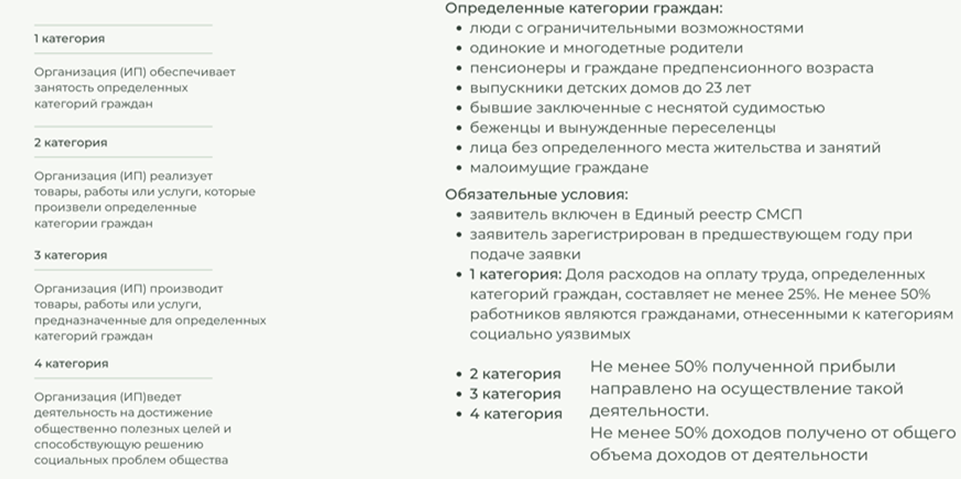 1 категория
Организация (ИП) обеспечивает
занятость определенных
категорий граждан
2 категория
Организация (ИП) реализует
товары, работы или услуги, которые
произвели определенные
категории граждан
3 категория
Организация (ИП) производит
товары, работы или услуги,
предназначенные для определенных
категорий граждан
4 категория
Организация (ИП)ведет
деятельность на достижение
общественно полезных целей и
способствующую решению
социальных проблем общества
Определенные категории граждан:
• люди с ограничительными возможностями
• одинокие и многодетные родители
• пенсионеры и граждане предпенсионного возраста
• выпускники детских домов до 23 лет
• бывшие заключенные с неснятой судимостью
• беженцы и вынужденные переселенцы
• лица без определенного места жительства и занятий
• малоимущие граждане
Обязательные условия:
• заявитель включен в Единый реестр СМСП
• заявитель зарегистрирован в предшествующем году при
подаче заявки
• 1 категория: Доля расходов на оплату труда, определенных
категорий граждан, составляет не менее 25%. Не менее 50%
работников являются гражданами, отнесенными к категориям
социально уязвимых
• 2 категория
• 3 категория
• 4 категория
Не менее 50% полученной прибыли
направлено на осуществление такой
деятельности.
Не менее 50% доходов получено от общего
объема доходов от деятельности